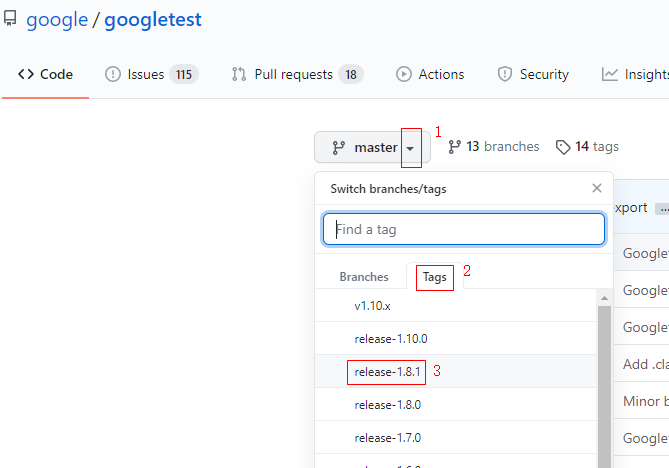 google / googletest
Code Issues 115 Pull requests 18 Actions Security Insights
1
master 13 branches 14 tags
Switch branches/tags
export ...
Find a tag
Googlet
Branches Tags 2
Googlet
v1.10.x
release-1.10.0
Googlet
release-1.8.1 3
Add .cla
release-1.8.0
Minor b
release-1.7.0
Googlet